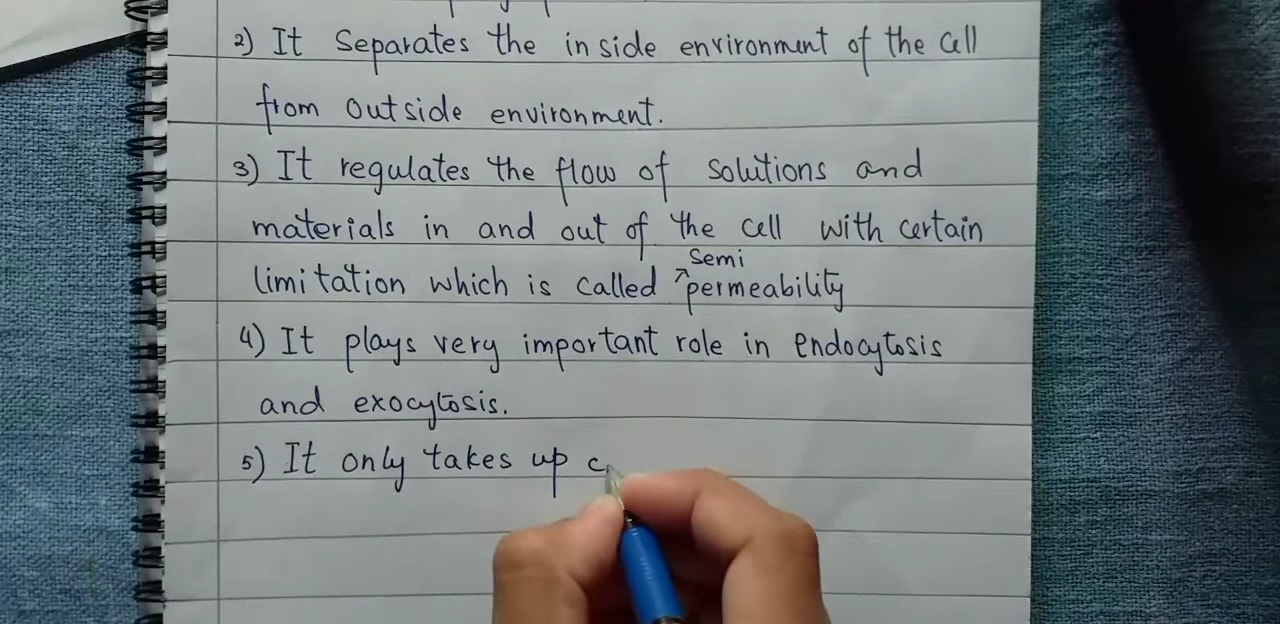 2) It Separates the inside environment of the cell
from outside environment.
3) It regulates the flow of solutions and
materials in and out of the cell with certain
Semi
limitation which is called ↗permeability
4) It plays very important role in endocytosis
and exocytosis.
5) It only takes up c